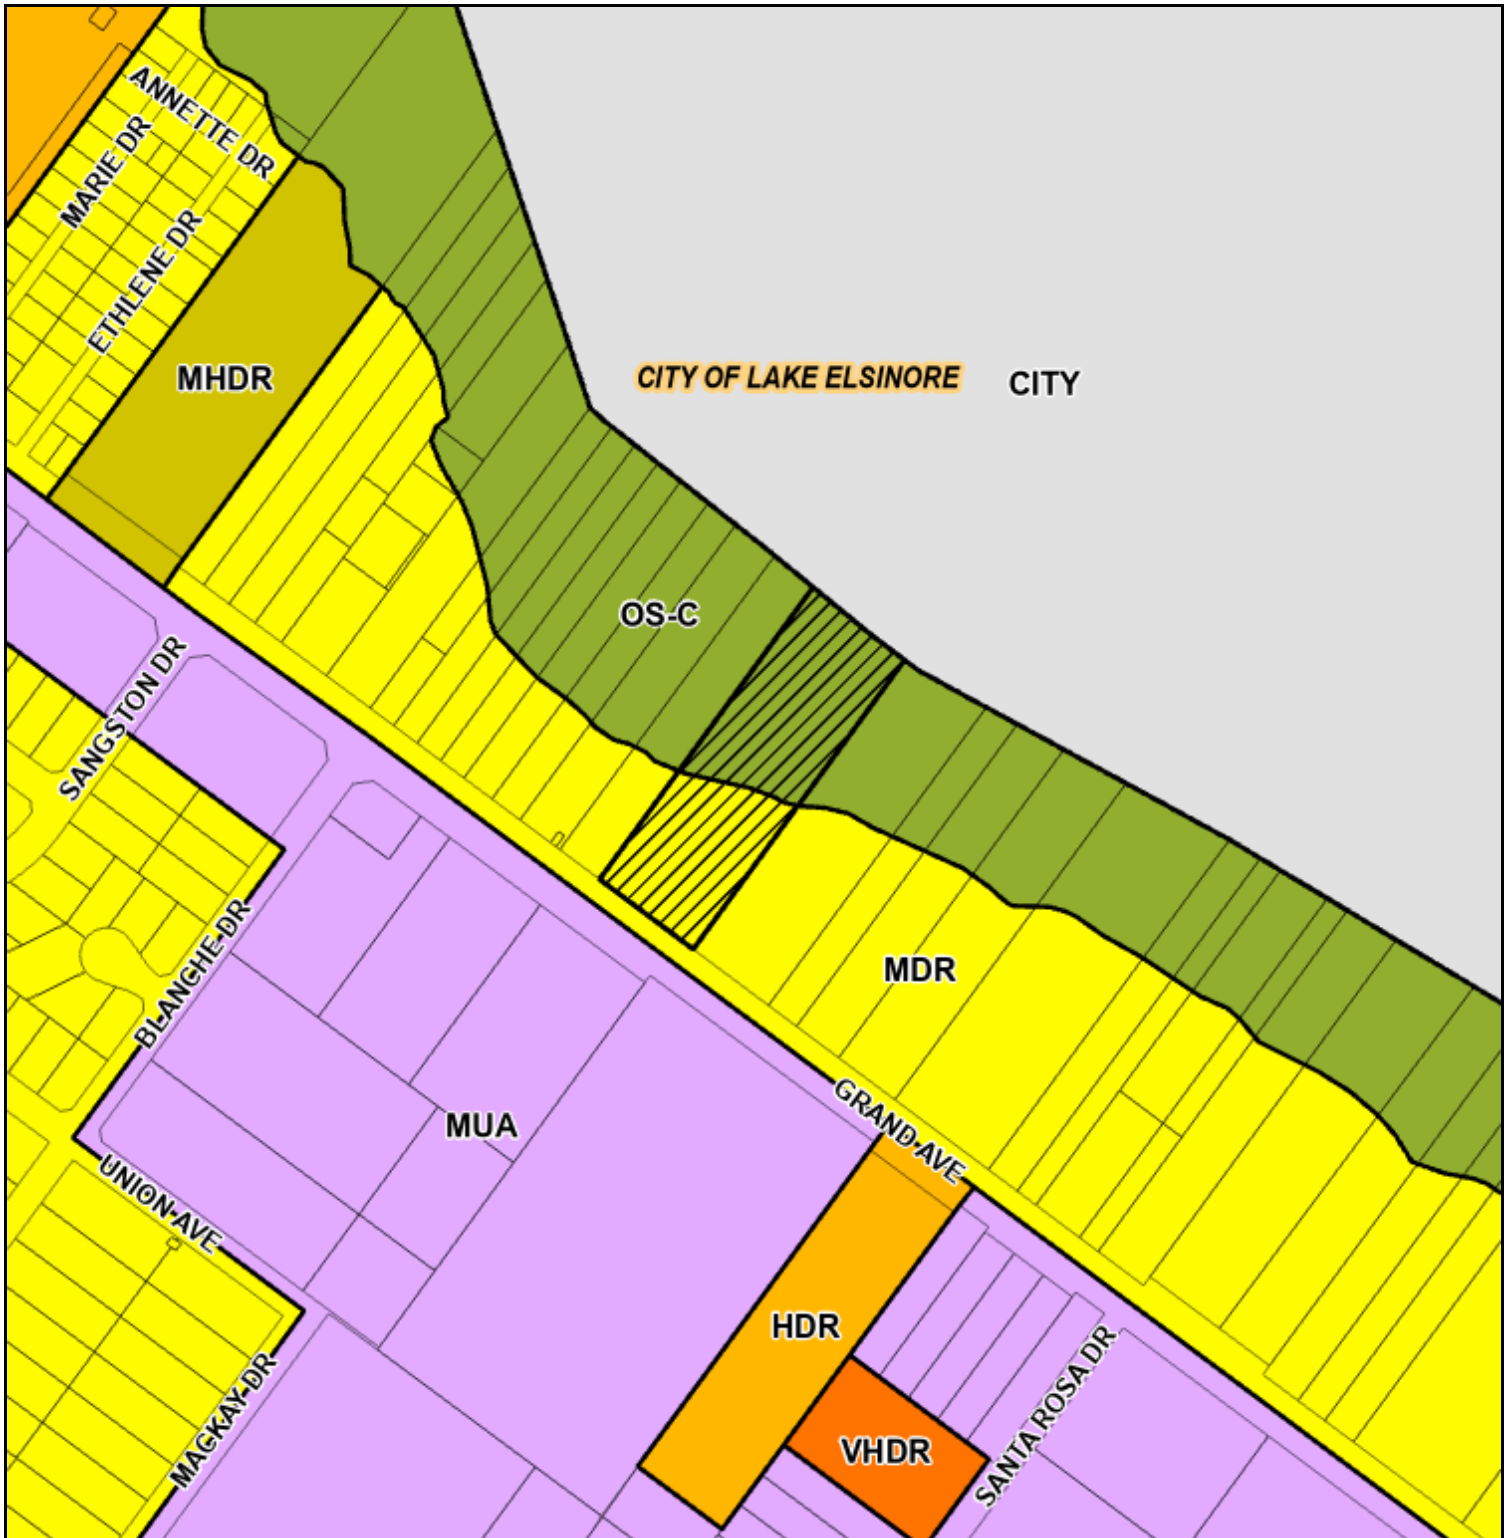 ANNETTE DR
MARIE DR
ETHLENE DR
MHDR
CITY OF LAKE ELSINORE
CITY
OS-C
SANGSTON DR
BLANCHE DR
MDR
MUA
GRAND AVE
UNION AVE
HDR
MACKAY DR
VHDR
SANTA ROSA DR